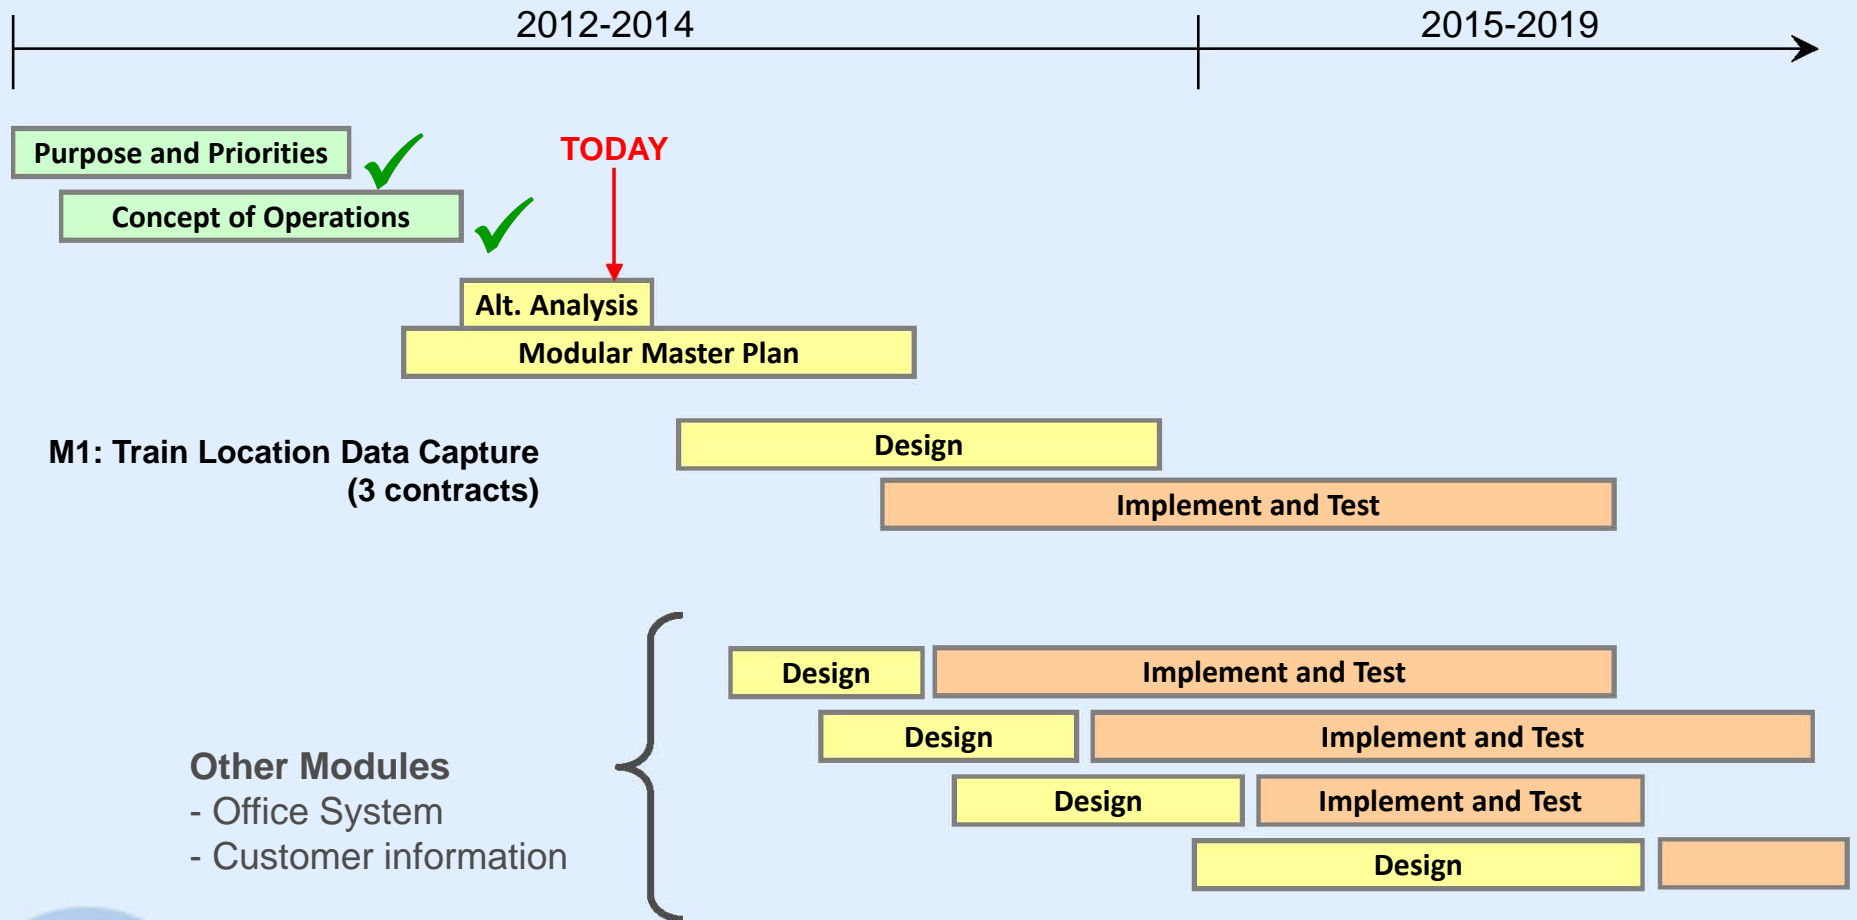 2012-2014
2015-2019
Purpose and Priorities
TODAY
Concept of Operations
Alt. Analysis
Modular Master Plan
M1: Train Location Data Capture
(3 contracts)
Design
Implement and Test
Design
Implement and Test
Design
Implement and Test
Other Modules
- Office System
- Customer information
Design
Implement and Test
Design